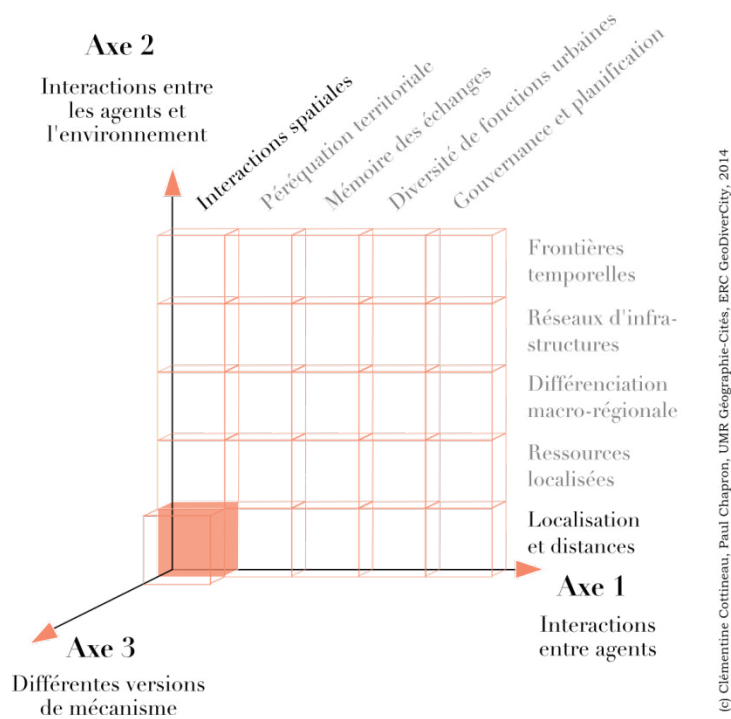 Axe 2
Interactions entre
les agents et
l'environnement
Interactions spatiales
Péréquation territoriale
Mémoire des échanges
Diversité de fonctions urbaines
Gouvernance et planification
Frontières
temporelles
Réseaux d'infra-
structures
Différenciation
macro-régionale
Ressources
localisées
Localisation
et distances
Axe 1
Interactions
entre agents
Axe 3
Différentes versions
de mécanisme
(c) Clémentine Cottineau, Paul Chapron, UMR Géographie-Cités, ERC GeoDiverCity, 2014